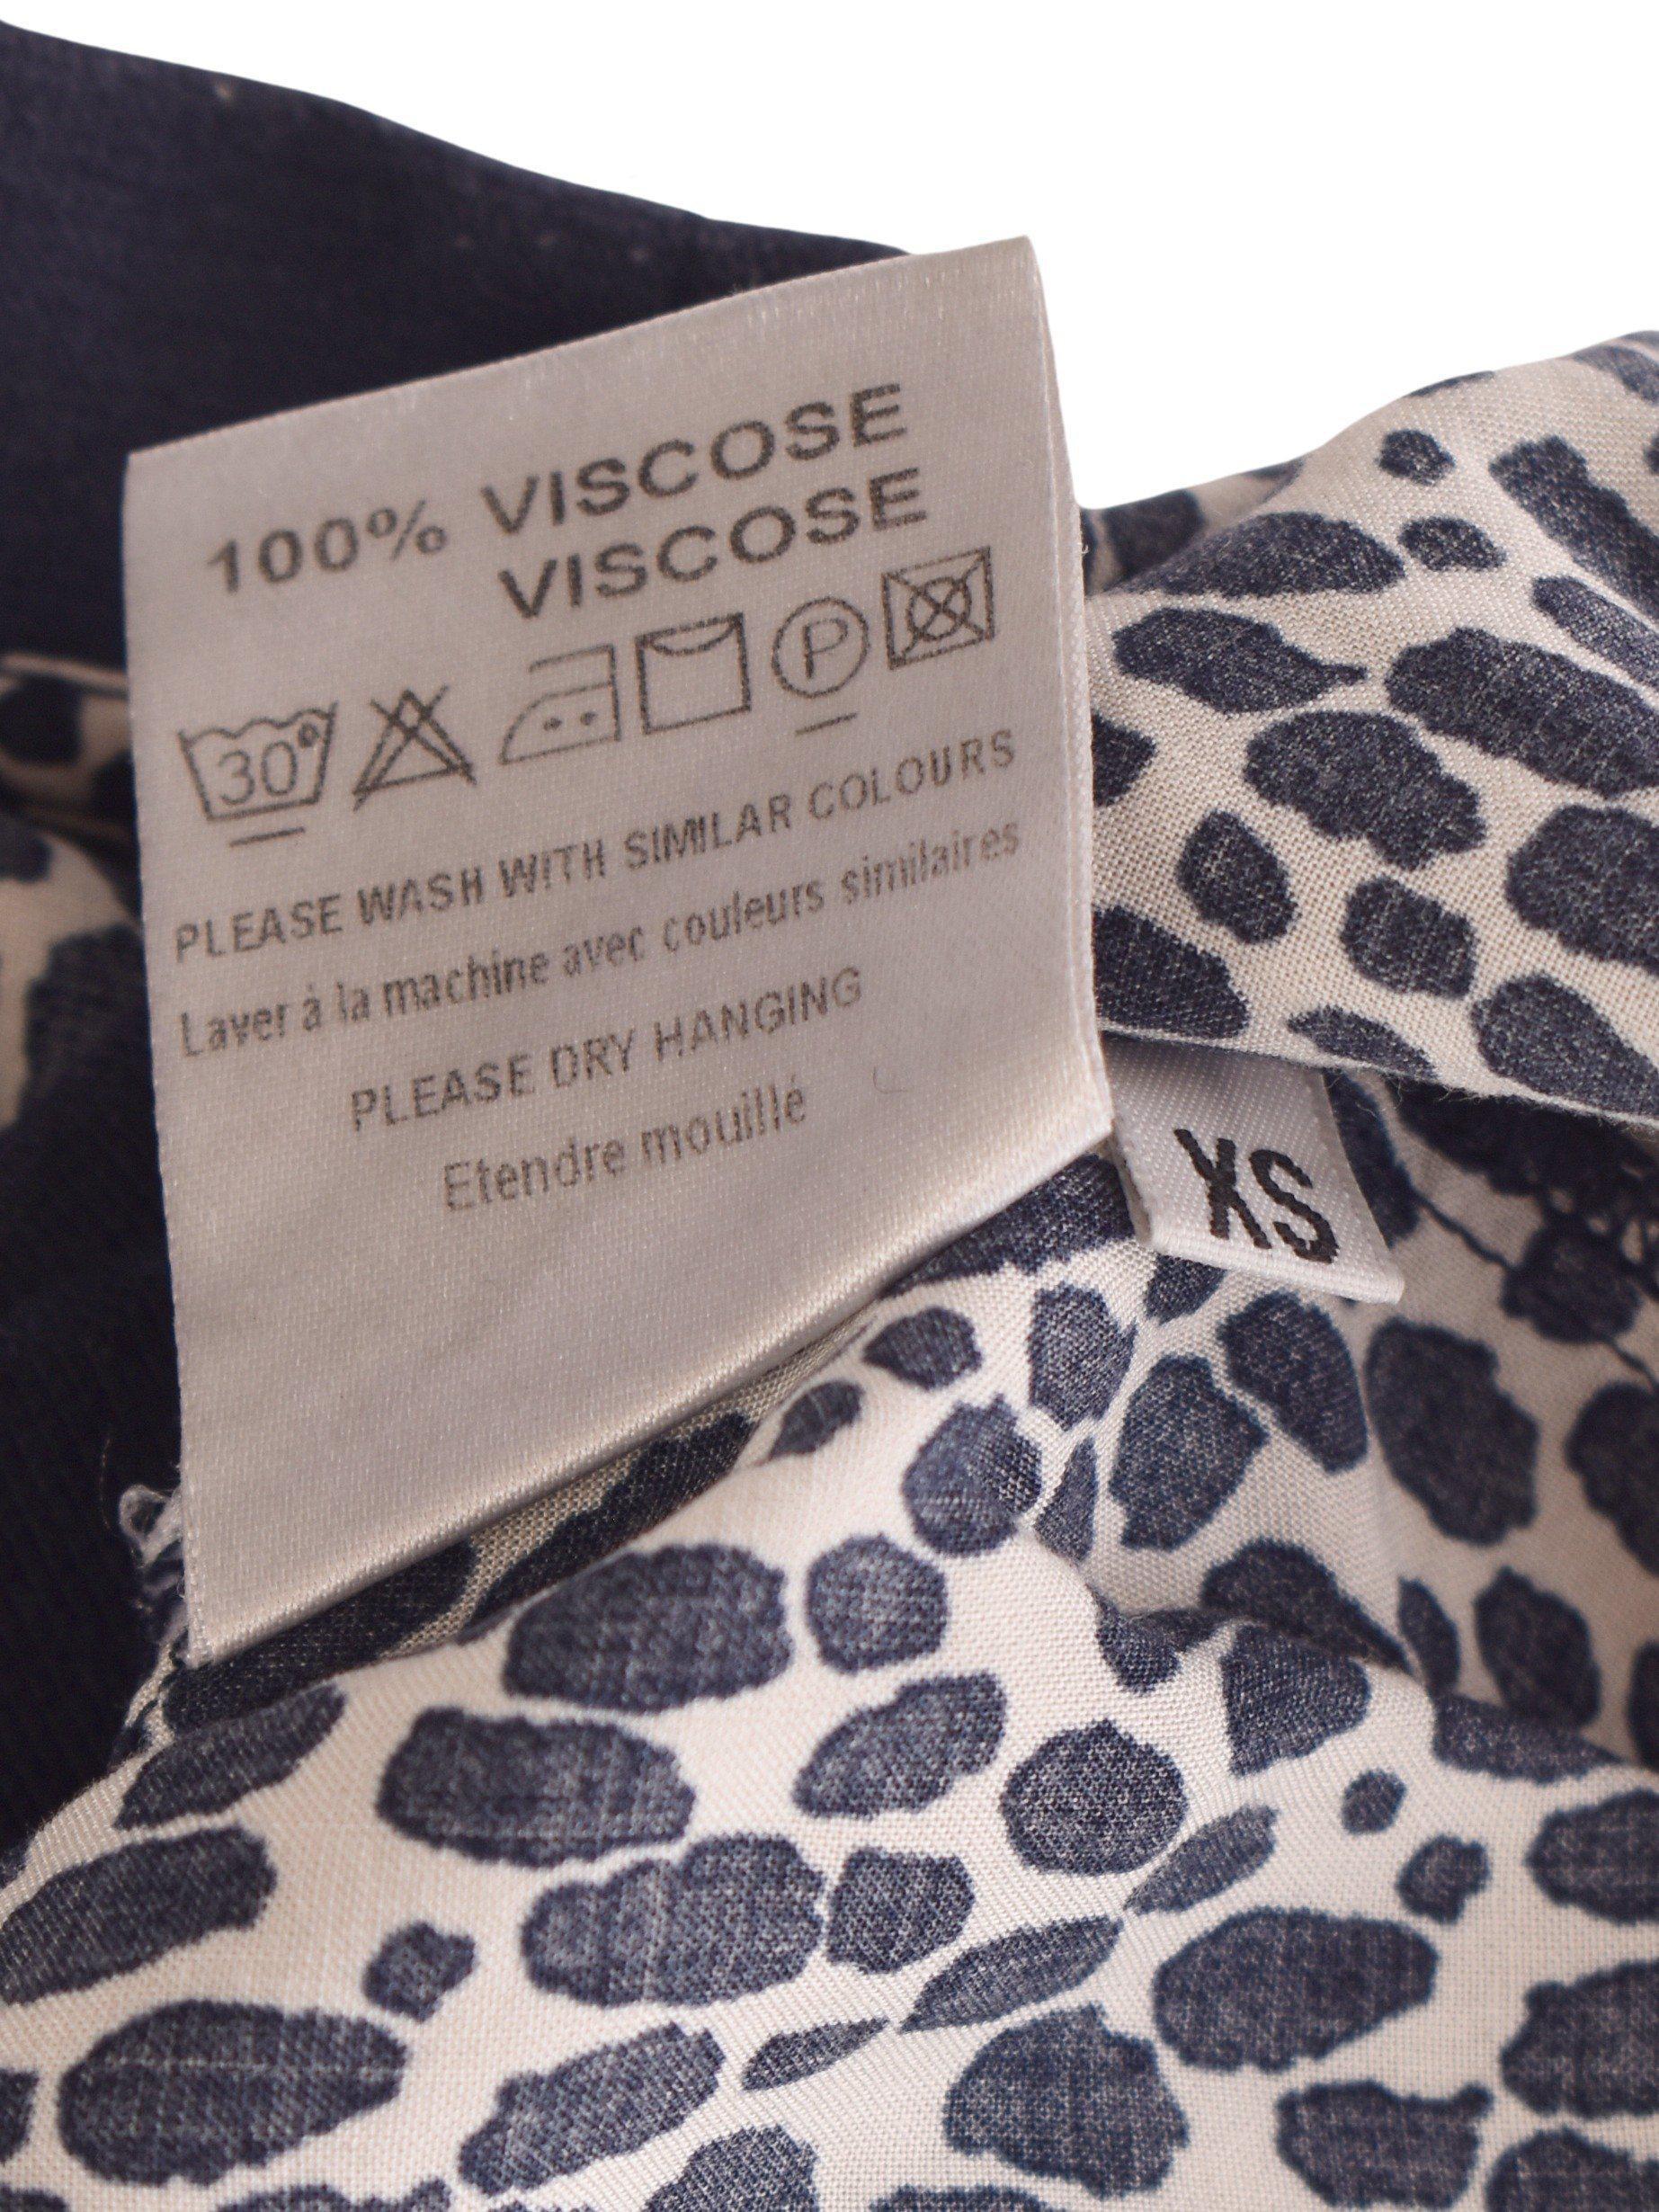 100% VISCOSE
VISCOSE
30°
P
PLEASE WASH WITH SIMILAR COLOURS
Laver à la machine avec couleurs similaires
PLEASE DRY HANGING
Etendre mouillé
XS